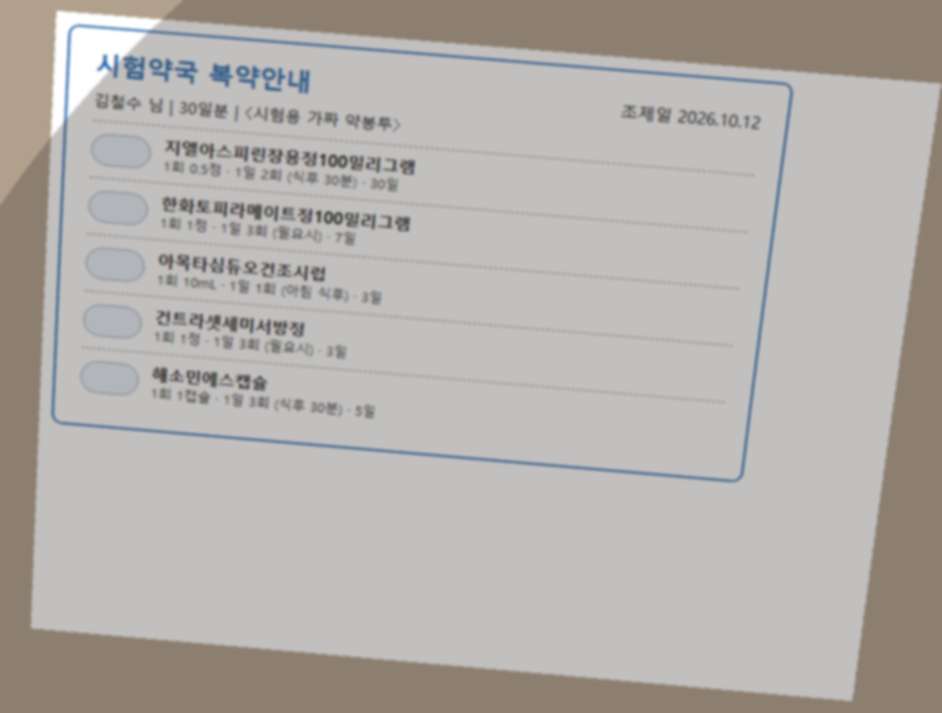 시험약국 복약안내
조제일 2026.10.12
김철수 님 | 30일분 | <시험용 가짜 약봉투>
지엘아스피린장용정100밀리그램
1회 0.5정 · 1일 2회 (식후 30분) · 30일
한화토피라메이트정100밀리그램
1회 1정 · 1일 3회 (필요시) · 7일
아목타심듀오건조시럽
1회 10mL · 1일 1회 (아침 식후) · 3일
컨트라셋세미서방정
1회 1정 · 1일 3회 (필요시) · 3일
해소민에스캡슐
1회 1캡슐 · 1일 3회 (식후 30분) · 5일